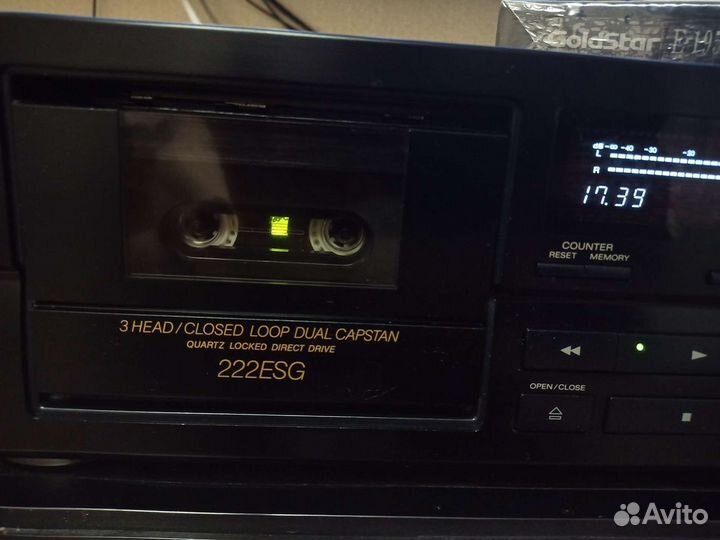 GoldStar
dB -∞ -40 -30 -20
L
R
17.39
COUNTER
RESET MEMORY
3 HEAD/CLOSED LOOP DUAL CAPSTAN
QUARTZ LOCKED DIRECT DRIVE
222ESG
OPEN/CLOSE
Avito